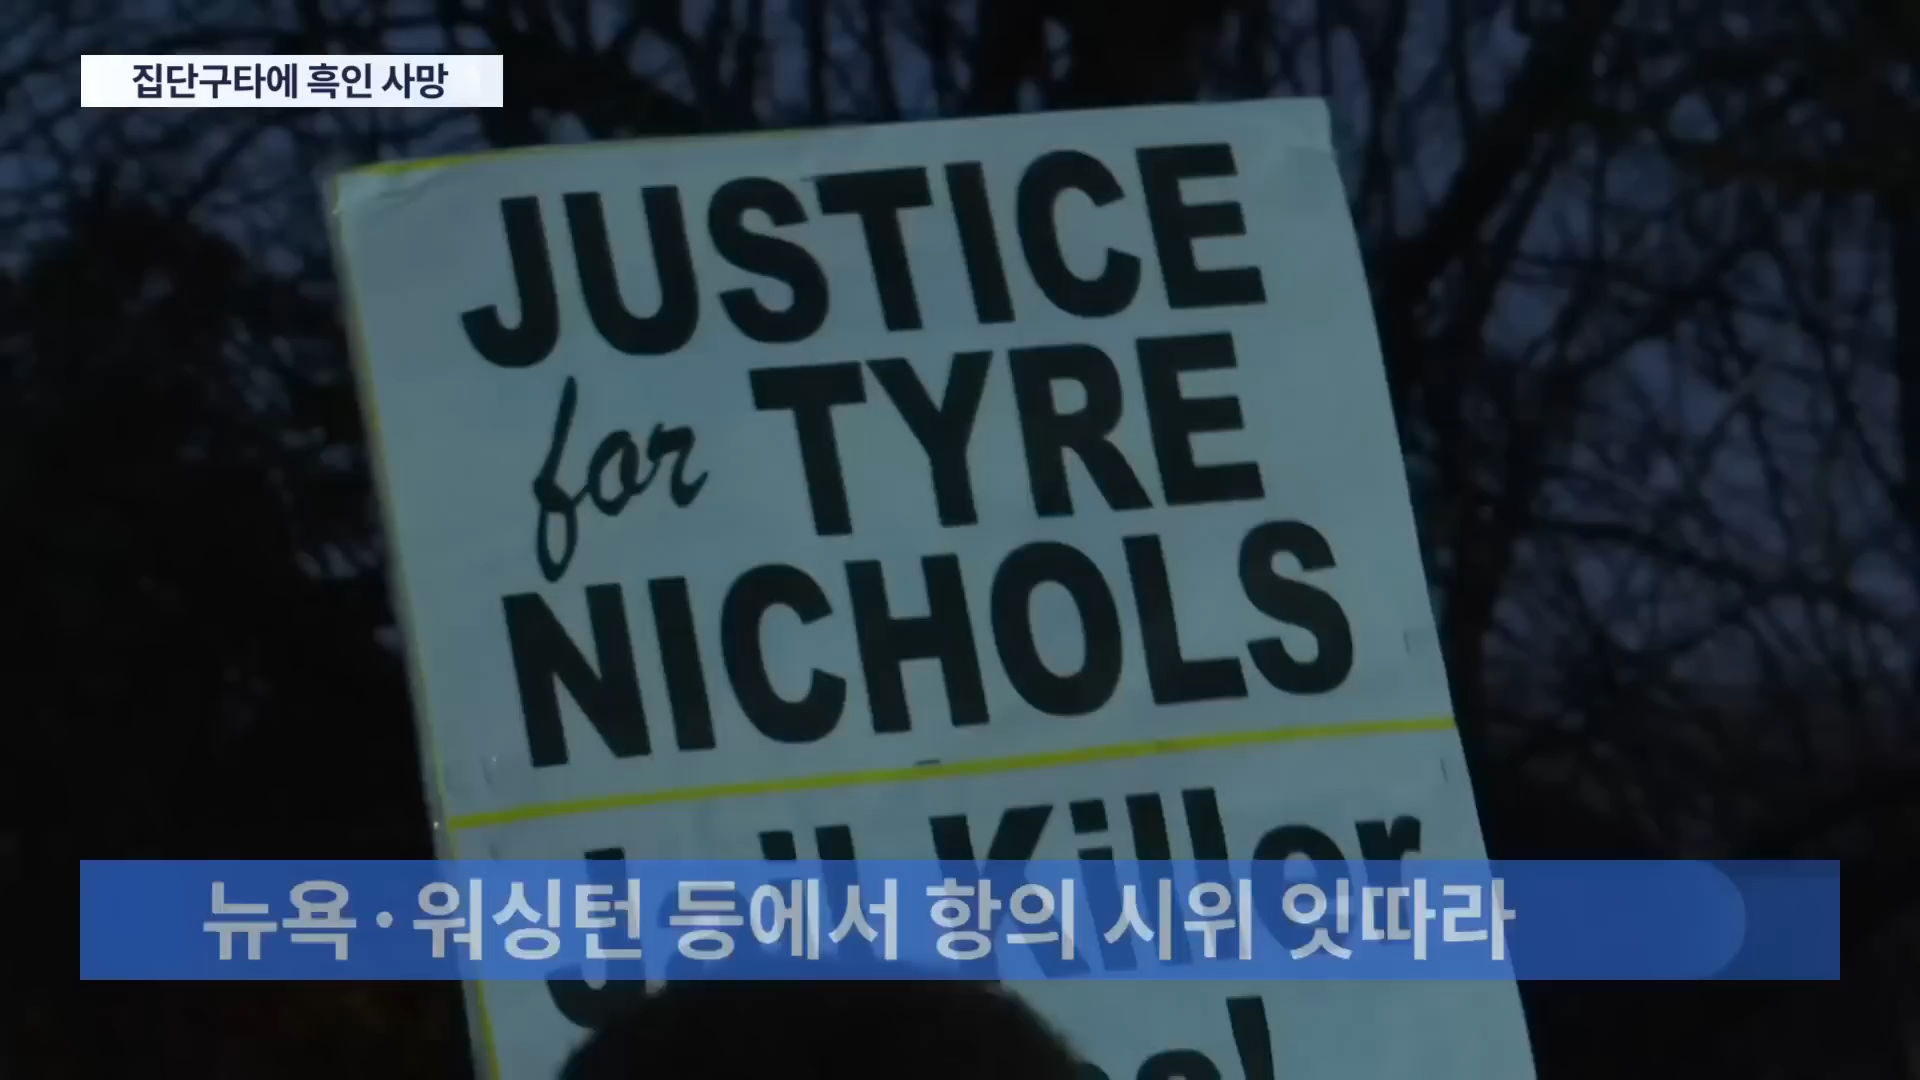 집단구타에 흑인 사망
JUSTICE
for TYRE
NICHOLS
Jail Killer
뉴욕·워싱턴 등에서 항의 시위 잇따라